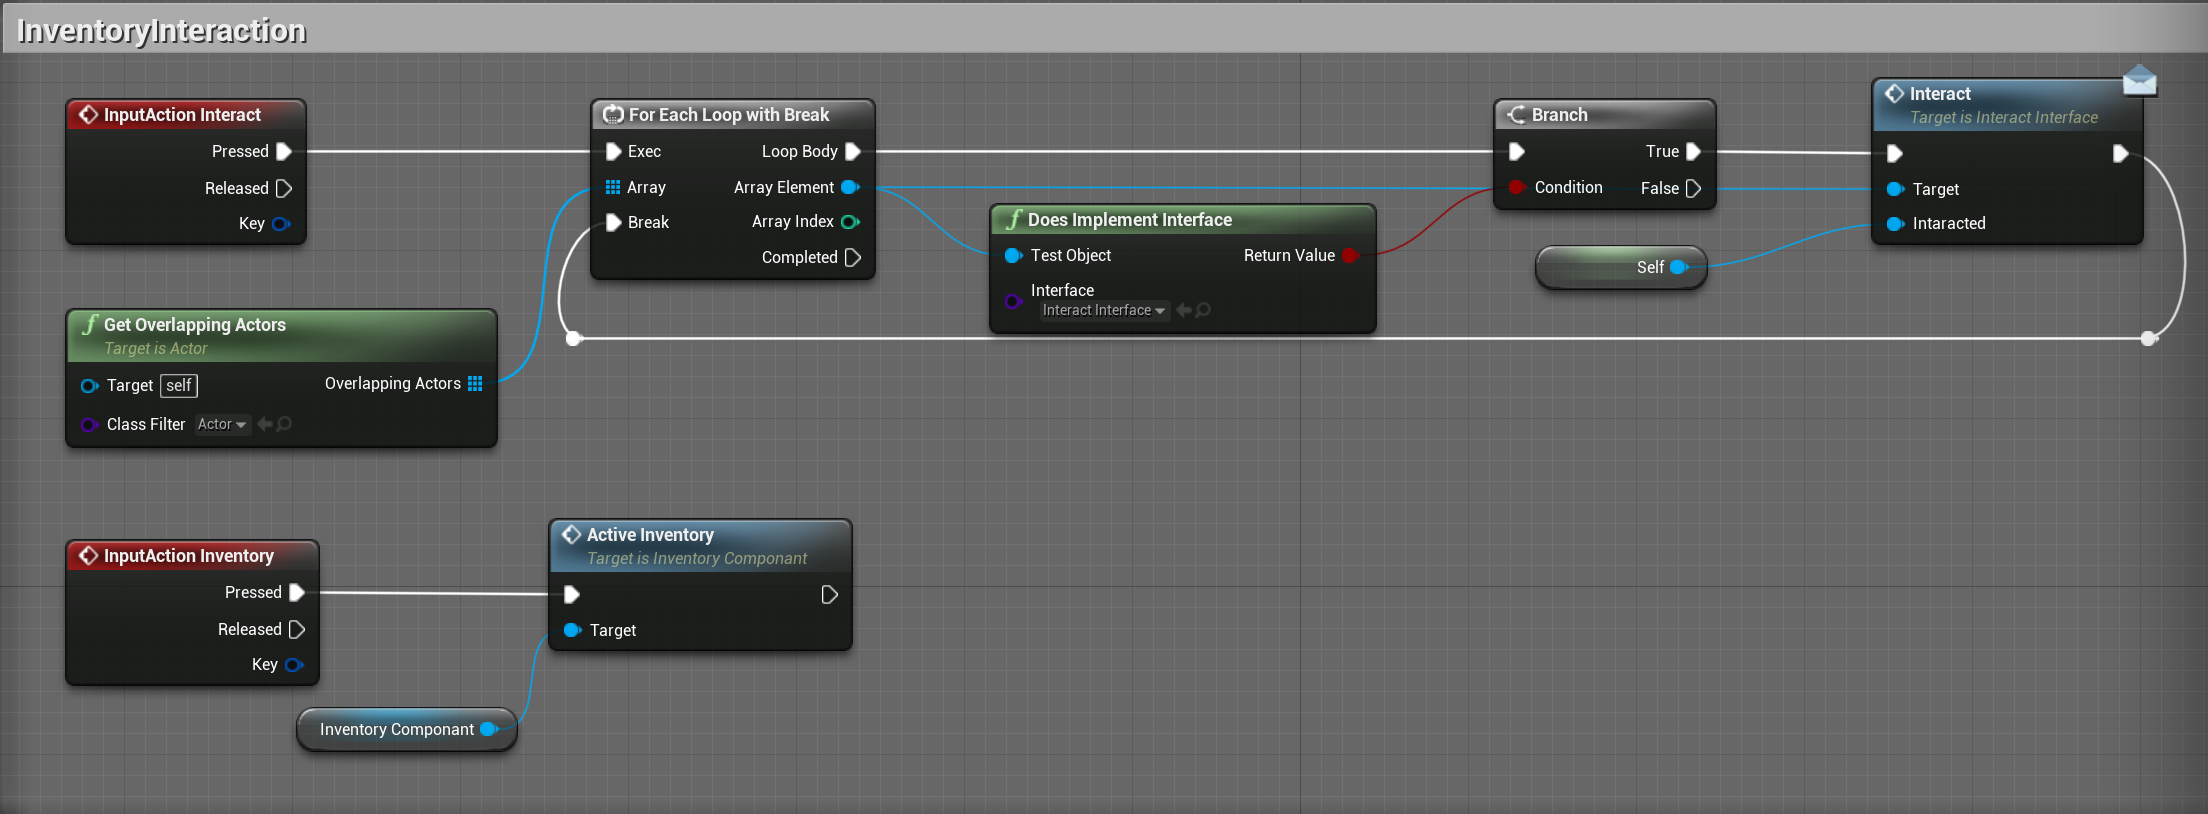 InventoryInteraction
InputAction Interact
Pressed
Released
Key
For Each Loop with Break
Exec
Loop Body
Array
Array Element
Break
Array Index
Completed
Does Implement Interface
Test Object
Return Value
Interface
Interact Interface
Branch
True
Condition
False
Self
Interact
Target is Interact Interface
Target
Intaracted
Get Overlapping Actors
Target is Actor
Target self
Overlapping Actors
Class Filter Actor
InputAction Inventory
Pressed
Released
Key
Active Inventory
Target is Inventory Componant
Target
Inventory Componant